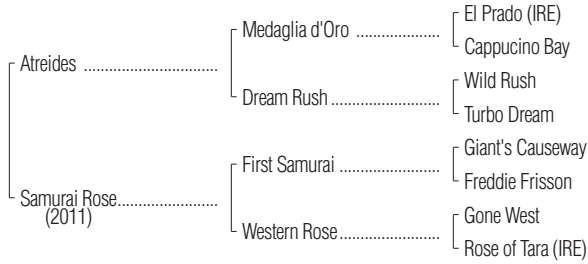 El Prado (IRE)
Medaglia d'Oro ....................
Cappucino Bay
Atreides ................................
Wild Rush
Dream Rush ..........................
Turbo Dream
Giant's Causeway
First Samurai ........................
Freddie Frisson
Samurai Rose ........................
(2011)
Gone West
Western Rose ........................
Rose of Tara (IRE)